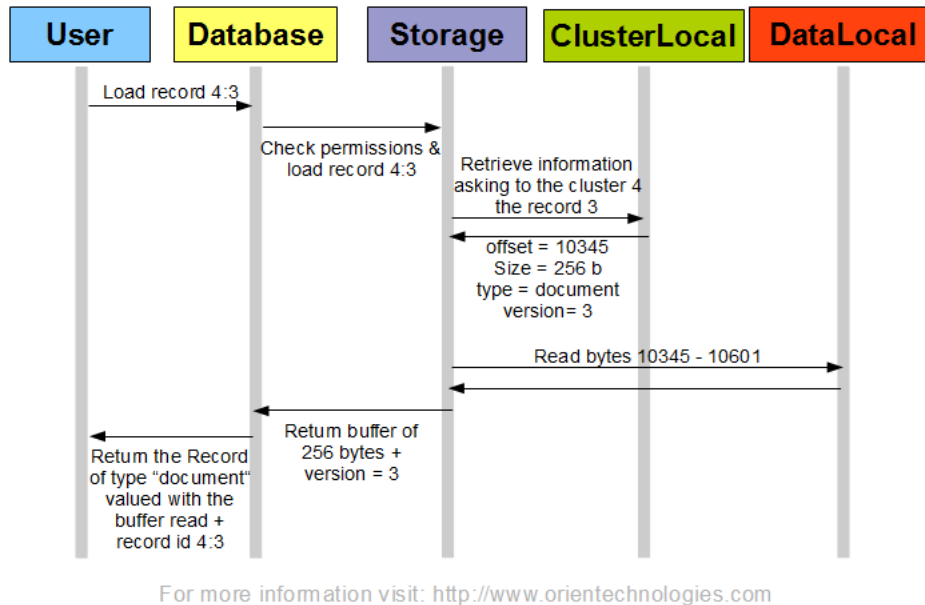 User
Database
Storage
ClusterLocal
DataLocal
Load record 4:3
Check permissions &
load record 4:3
Retrieve information
asking to the cluster 4
the record 3
offset = 10345
Size = 256 b
type = document
version= 3
Read bytes 10345 - 10601
Return buffer of
256 bytes +
version = 3
Return the Record
of type “document“
valued with the
buffer read +
record id 4:3
For more information visit: http://www.orientechnologies.com